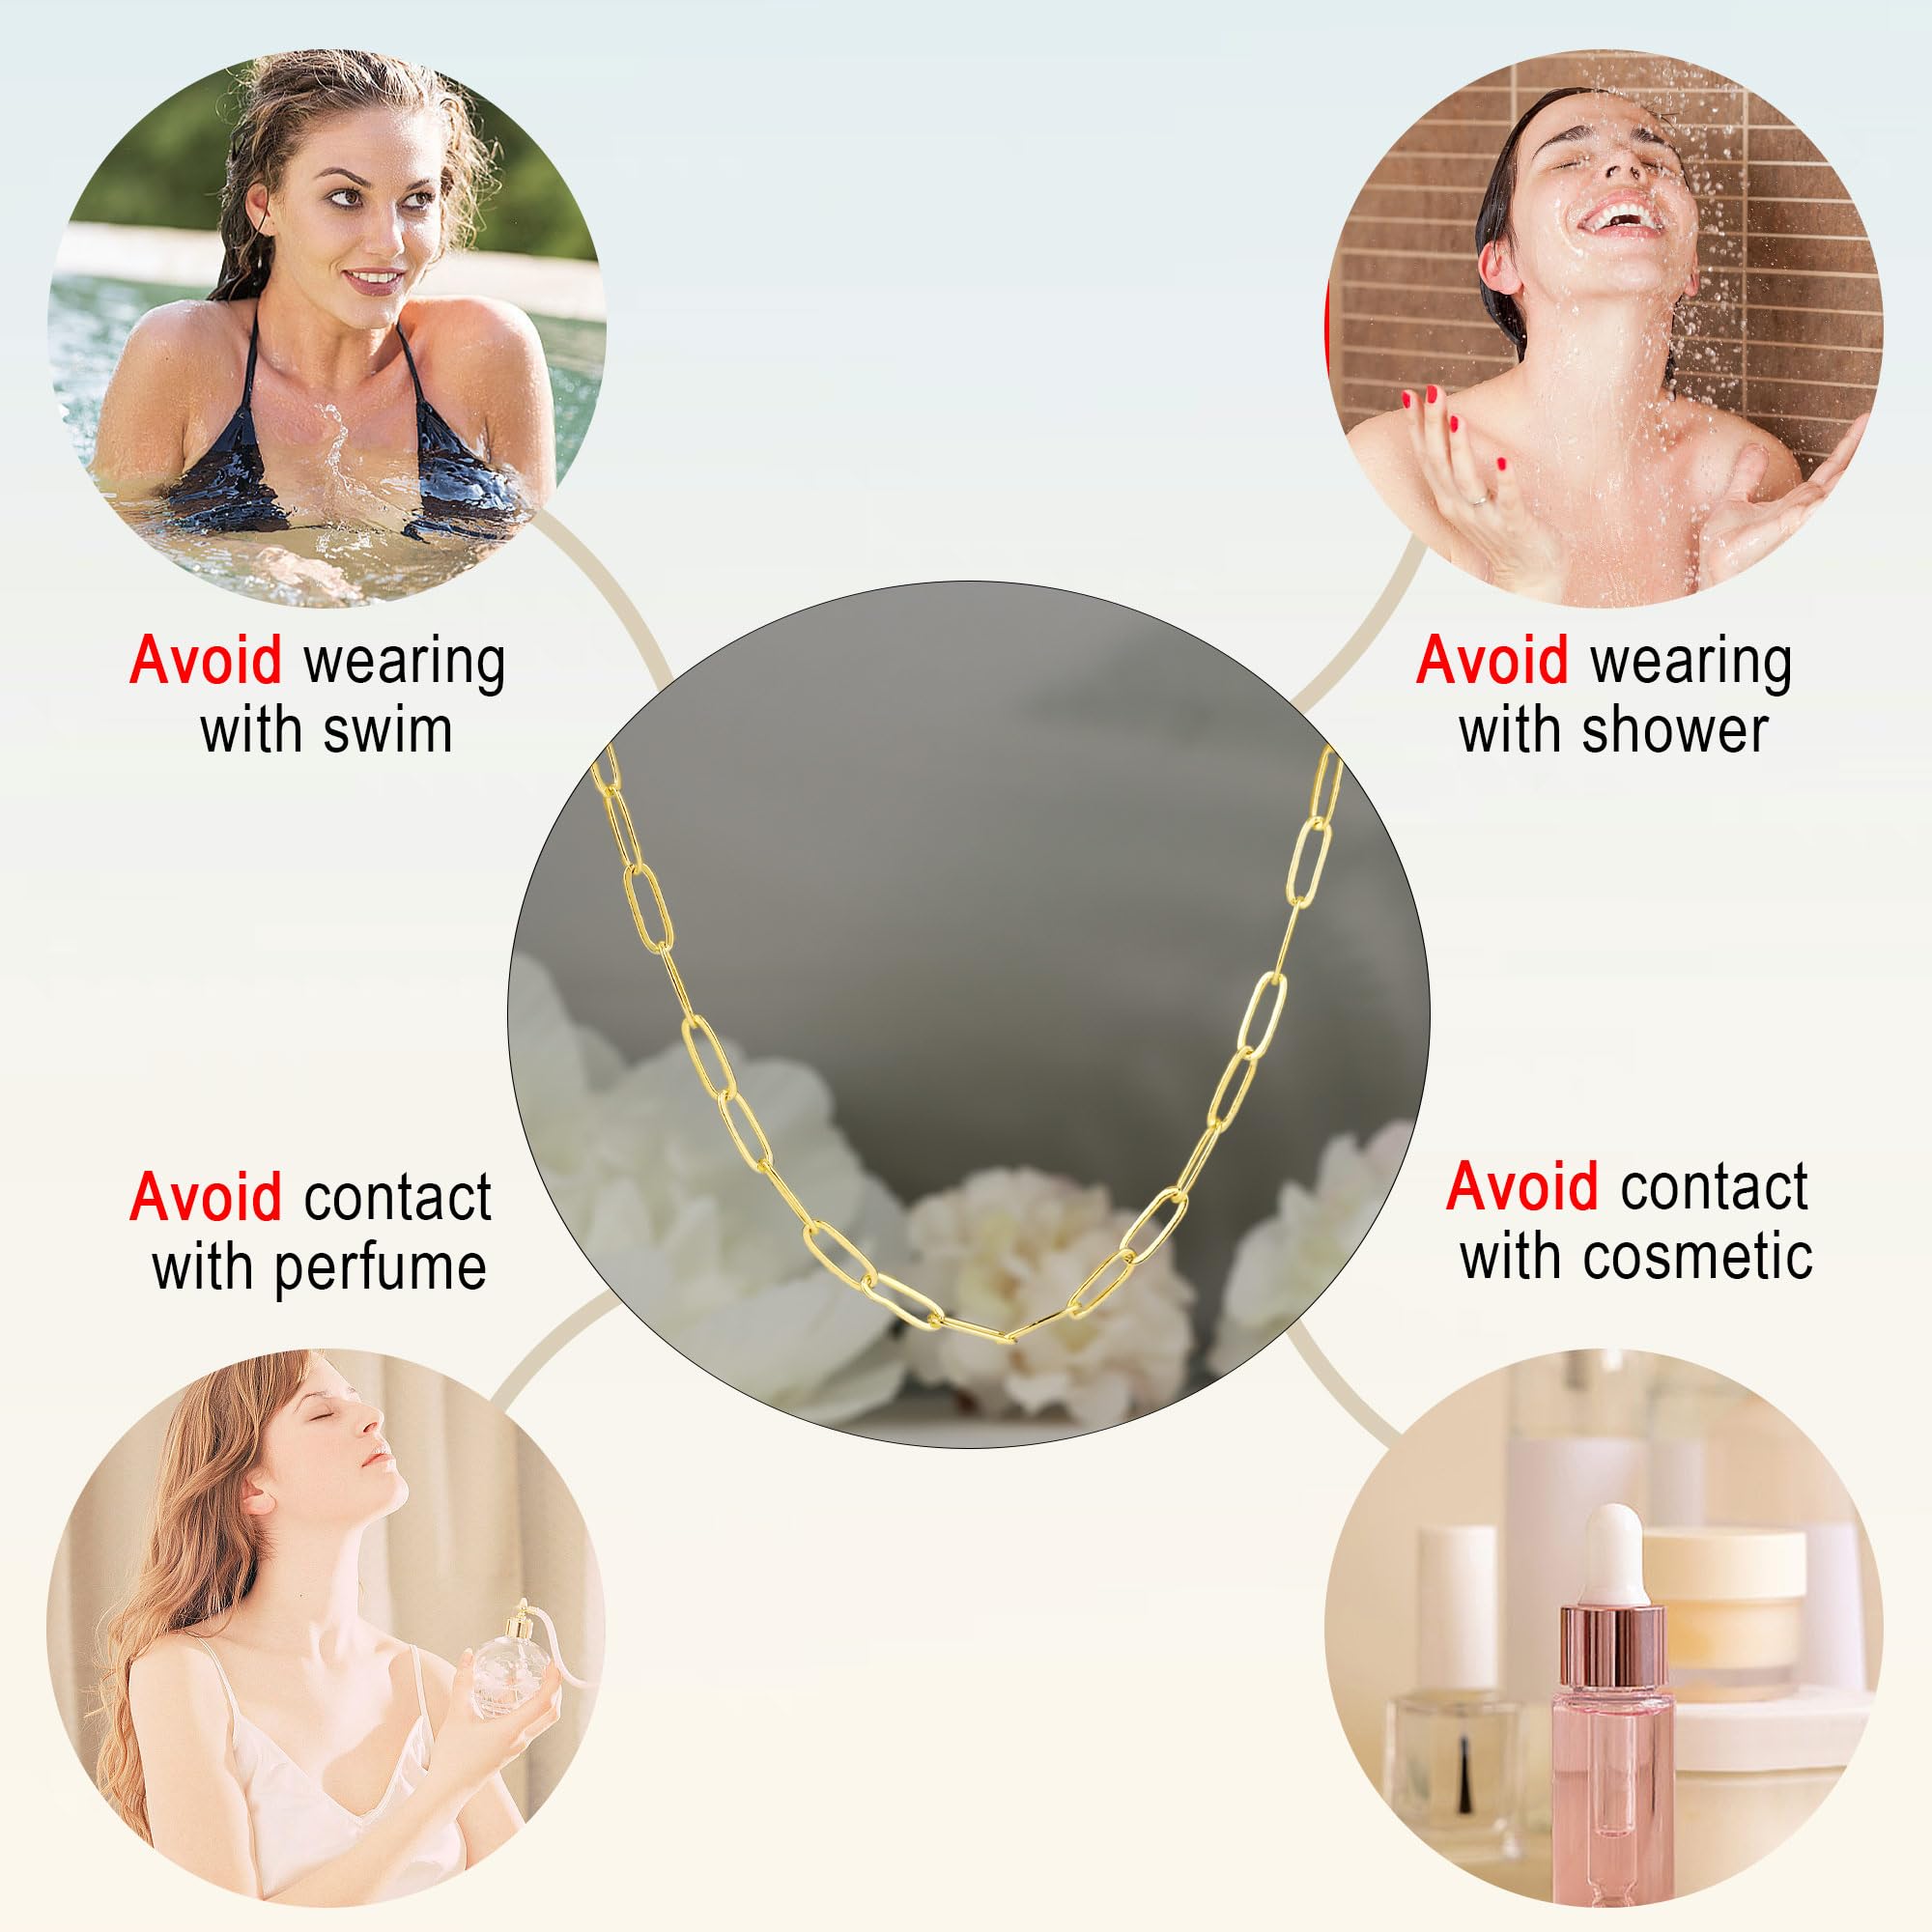 Avoid wearing
with swim
Avoid wearing
with shower
Avoid contact
with perfume
Avoid contact
with cosmetic